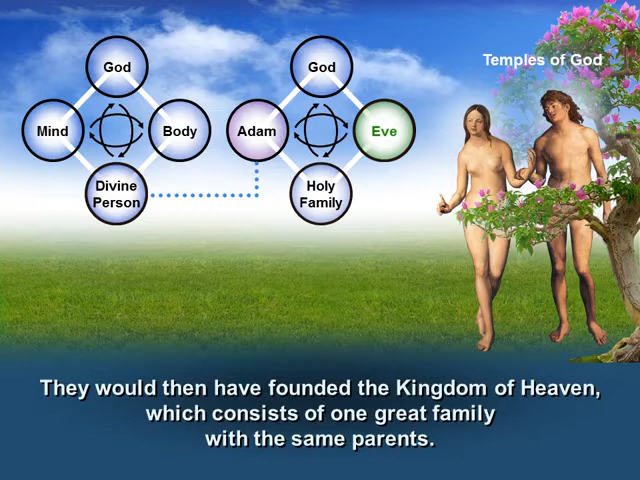 God
God
Temples of God
Mind
Body
Adam
Eve
Divine
Person
Holy
Family
They would then have founded the Kingdom of Heaven,
which consists of one great family
with the same parents.